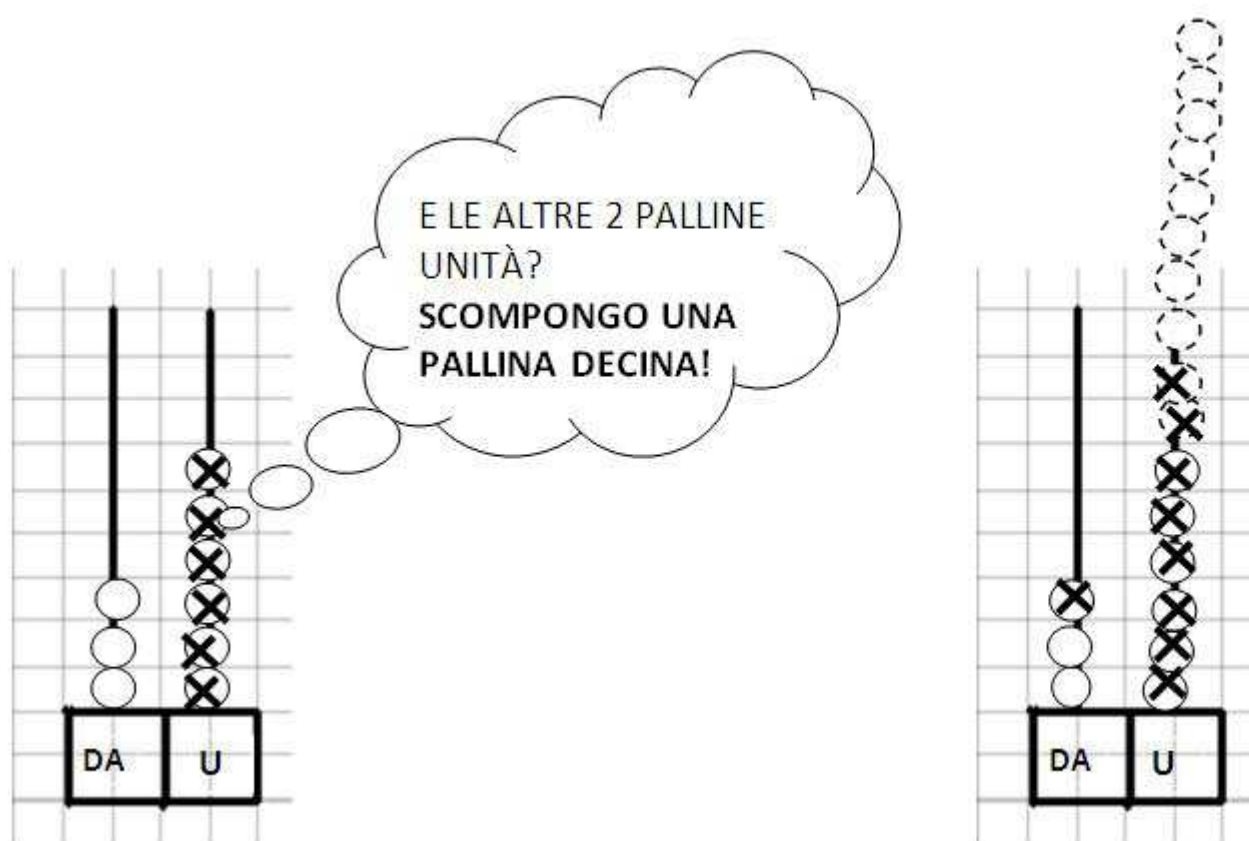 E LE ALTRE 2 PALLINE
UNITÀ?
SCOMPONGO UNA
PALLINA DECINA!
DA U
DA U